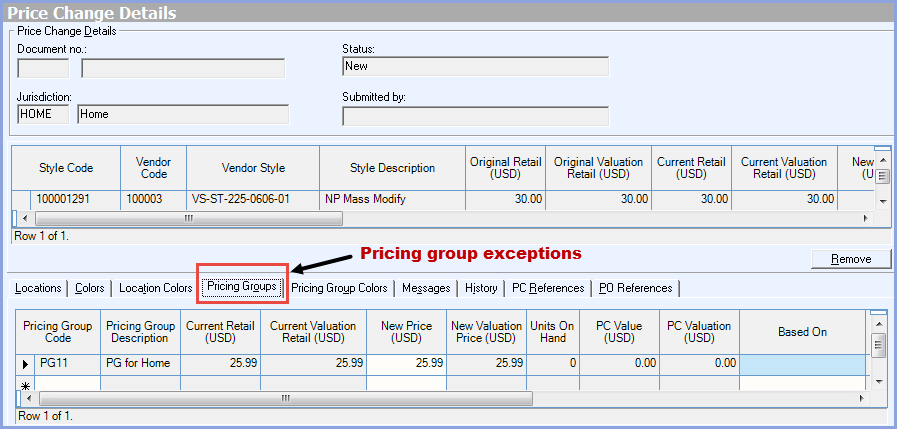 Price Change Details
Price Change Details
Document no.:
Status:
New
Jurisdiction:
HOME Home
Submitted by:
Style Code Vendor Code Vendor Style Style Description Original Retail (USD) Original Valuation Retail (USD) Current Retail (USD) Current Valuation Retail (USD) New (U
100001291 100003 VS-ST-225-0606-01 NP Mass Modify 30.00 30.00 30.00 30.00
Row 1 of 1.
Pricing group exceptions
Remove
Locations Colors Location Colors Pricing Groups Pricing Group Colors Messages History PC References PO References
Pricing Group Code Pricing Group Description Current Retail (USD) Current Valuation Retail (USD) New Price (USD) New Valuation Price (USD) Units On Hand PC Value (USD) PC Valuation (USD) Based On
PG11 PG for Home 25.99 25.99 25.99 25.99 0 0.00 0.00
Row 1 of 1.